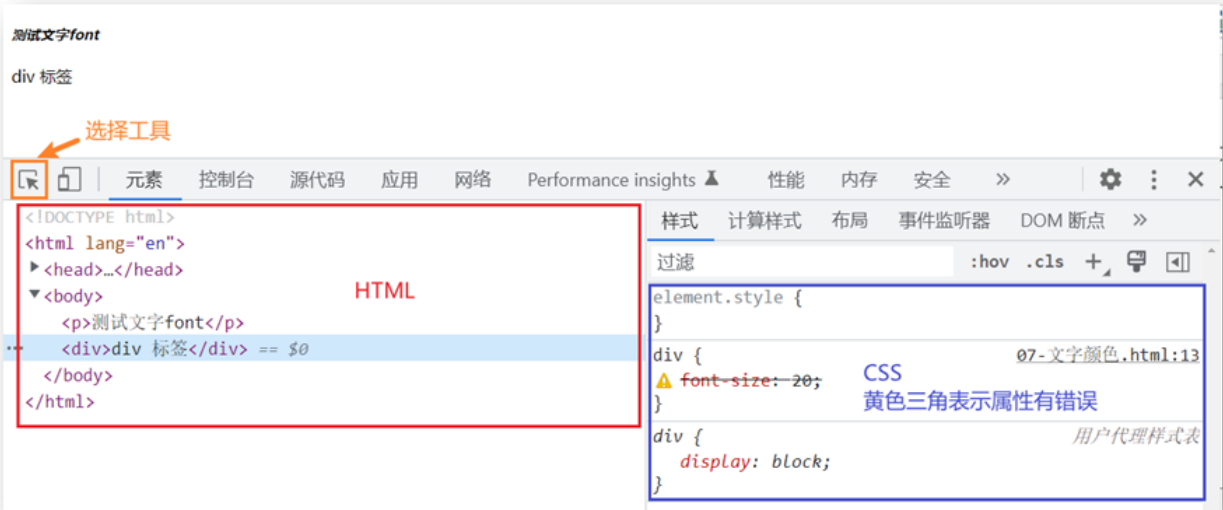 测试文字font
div 标签
选择工具
元素 控制台 源代码 应用 网络 Performance insights 性能 内存 安全 »
<!DOCTYPE html>
<html lang="en">
<head>…</head>
<body>
<p>测试文字font</p>
··· <div>div 标签</div> == $0
</body>
</html>
HTML
样式 计算样式 布局 事件监听器 DOM 断点 »
过滤 :hov .cls +
element.style {
}
div { 07-文字颜色.html:13
font-size: 20;
}
CSS
黄色三角表示属性有错误
div { 用户代理样式表
display: block;
}